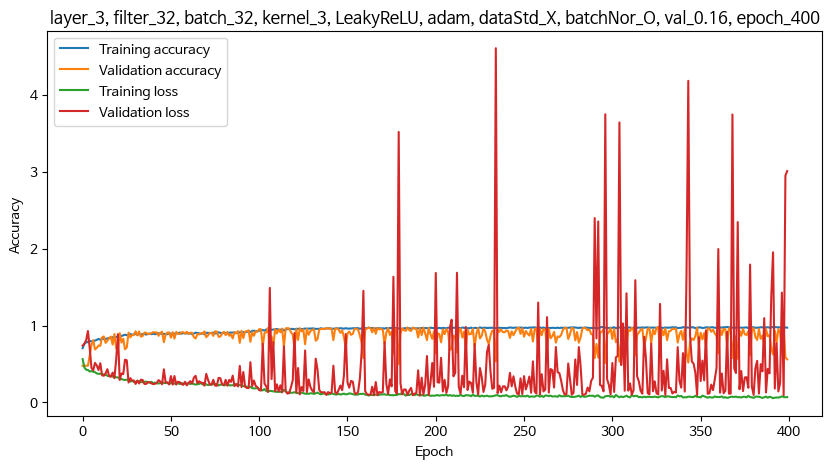 layer_3, filter_32, batch_32, kernel_3, LeakyReLU, adam, dataStd_X, batchNor_O, val_0.16, epoch_400
Training accuracy
Validation accuracy
Training loss
Validation loss
Accuracy
4
3
2
1
0
0 50 100 150 200 250 300 350 400
Epoch